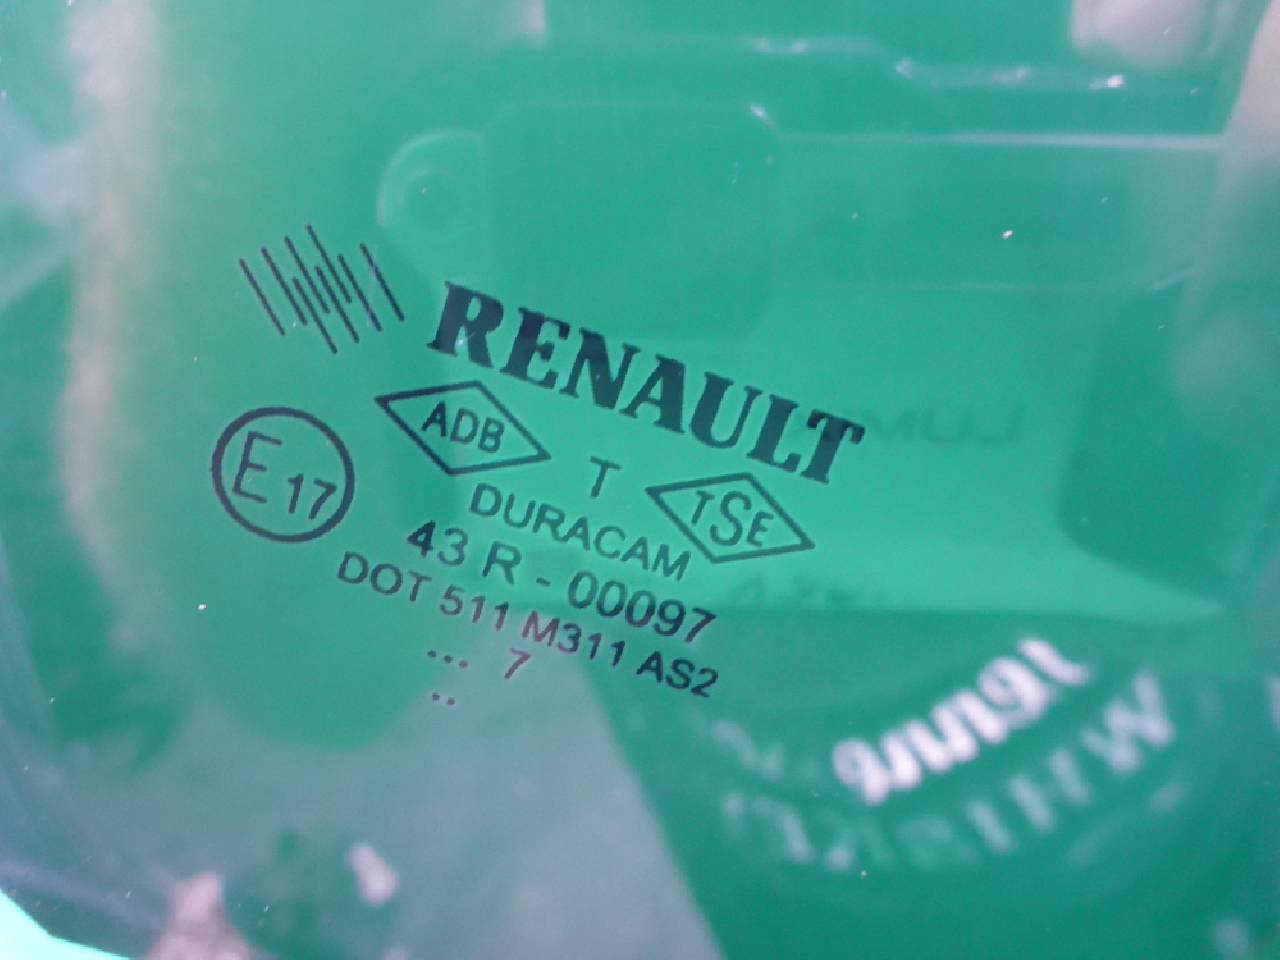 RENAULT
ADB T TSE
E 17
DURACAM
43 R - 00097
DOT 511 M311 AS2
... 7
..